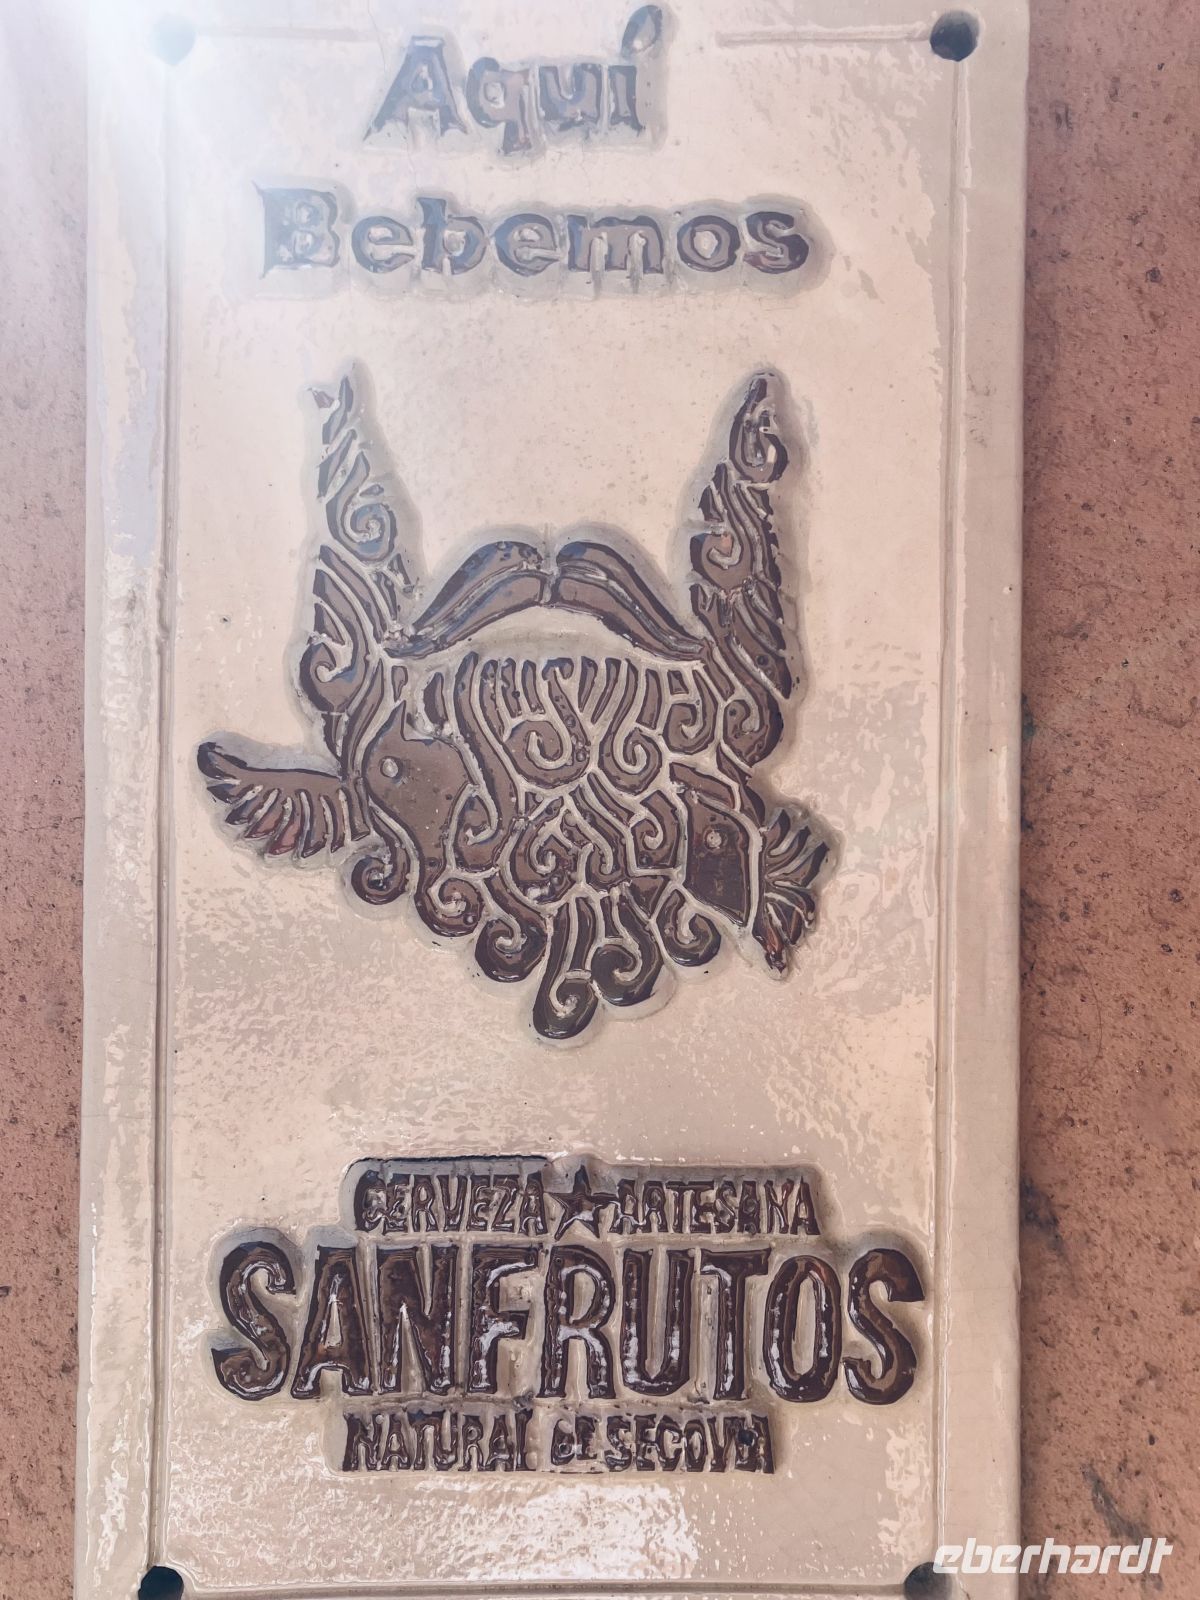 Aquí
Bebemos
CERVEZA ARTESANA
SANFRUTOS
NATURAL DE SEGOVIA
eberhardt